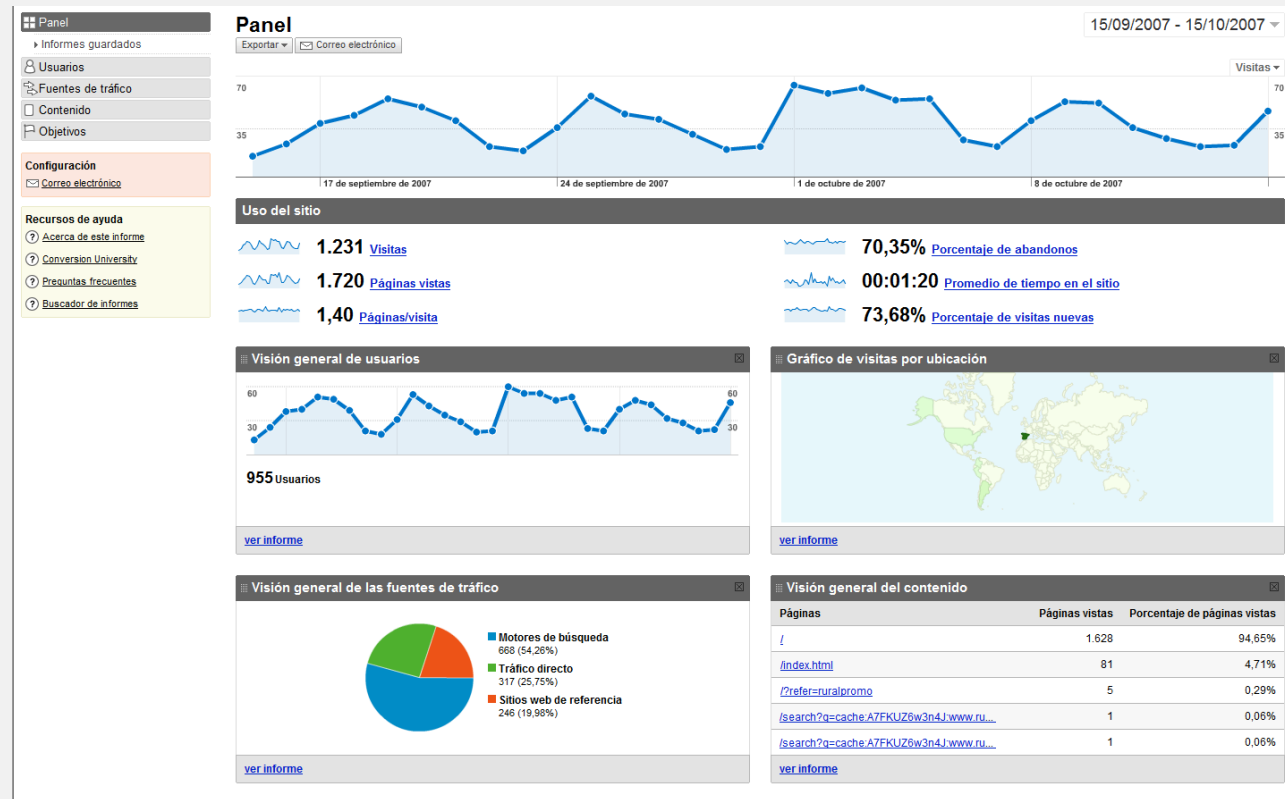 Panel
Informes guardados
Usuarios
Fuentes de tráfico
Contenido
Objetivos
Configuración
Correo electrónico
Recursos de ayuda
? Acerca de este informe
? Conversion University
? Preguntas frecuentes
? Buscador de informes
Panel
15/09/2007 - 15/10/2007
Exportar Correo electrónico
Visitas
70 70
35 35
17 de septiembre de 2007 24 de septiembre de 2007 1 de octubre de 2007 8 de octubre de 2007
Uso del sitio
1.231 Visitas
70,35% Porcentaje de abandonos
1.720 Páginas vistas
00:01:20 Promedio de tiempo en el sitio
1,40 Páginas/visita
73,68% Porcentaje de visitas nuevas
Visión general de usuarios
60 60
30 30
955 Usuarios
ver informe
Gráfico de visitas por ubicación
ver informe
Visión general de las fuentes de tráfico
Motores de búsqueda
668 (54,26%)
Tráfico directo
317 (25,75%)
Sitios web de referencia
246 (19,98%)
ver informe
Visión general del contenido
Páginas Páginas vistas Porcentaje de páginas vistas
/ 1.628 94,65%
/index.html 81 4,71%
/?refer=ruralpromo 5 0,29%
/search?q=cache:A7FKUZ6w3n4J:www.ru... 1 0,06%
/search?q=cache:A7FKUZ6w3n4J:www.ru... 1 0,06%
ver informe